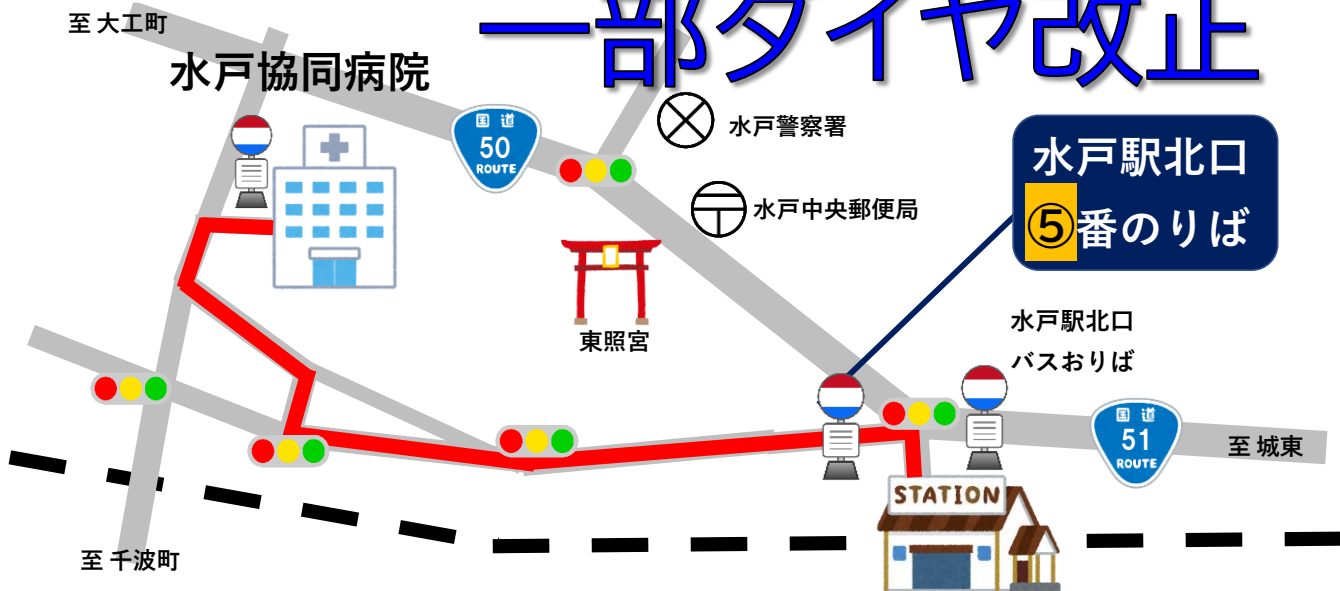 一部ダイヤ改正
至 大工町
水戸協同病院
国 道
50
ROUTE
水戸警察署
水戸中央郵便局
水戸駅北口
⑤番のりば
東照宮
水戸駅北口
バスおりば
国 道
51
ROUTE
至 城東
STATION
至 千波町